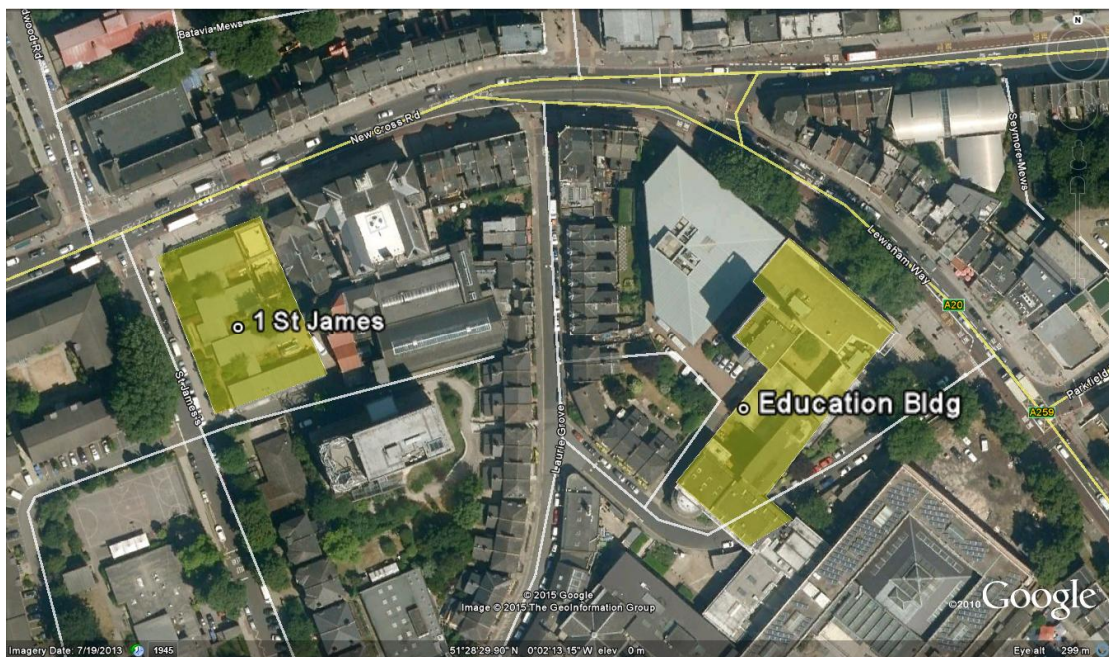 dwood Rd
Batavia Mews
N
New Cross Rd
Seymore Mews
Lewisham Way
1 St James
A20
St James's
Education Bldg
Parkfield
A259
Laurie Grove
© 2015 Google
Image © 2015 The GeoInformation Group
©2010 Google
Imagery Date: 7/19/2013 1945 51°28'29.90" N 0°02'13.15" W elev 0 m Eye alt 299 m